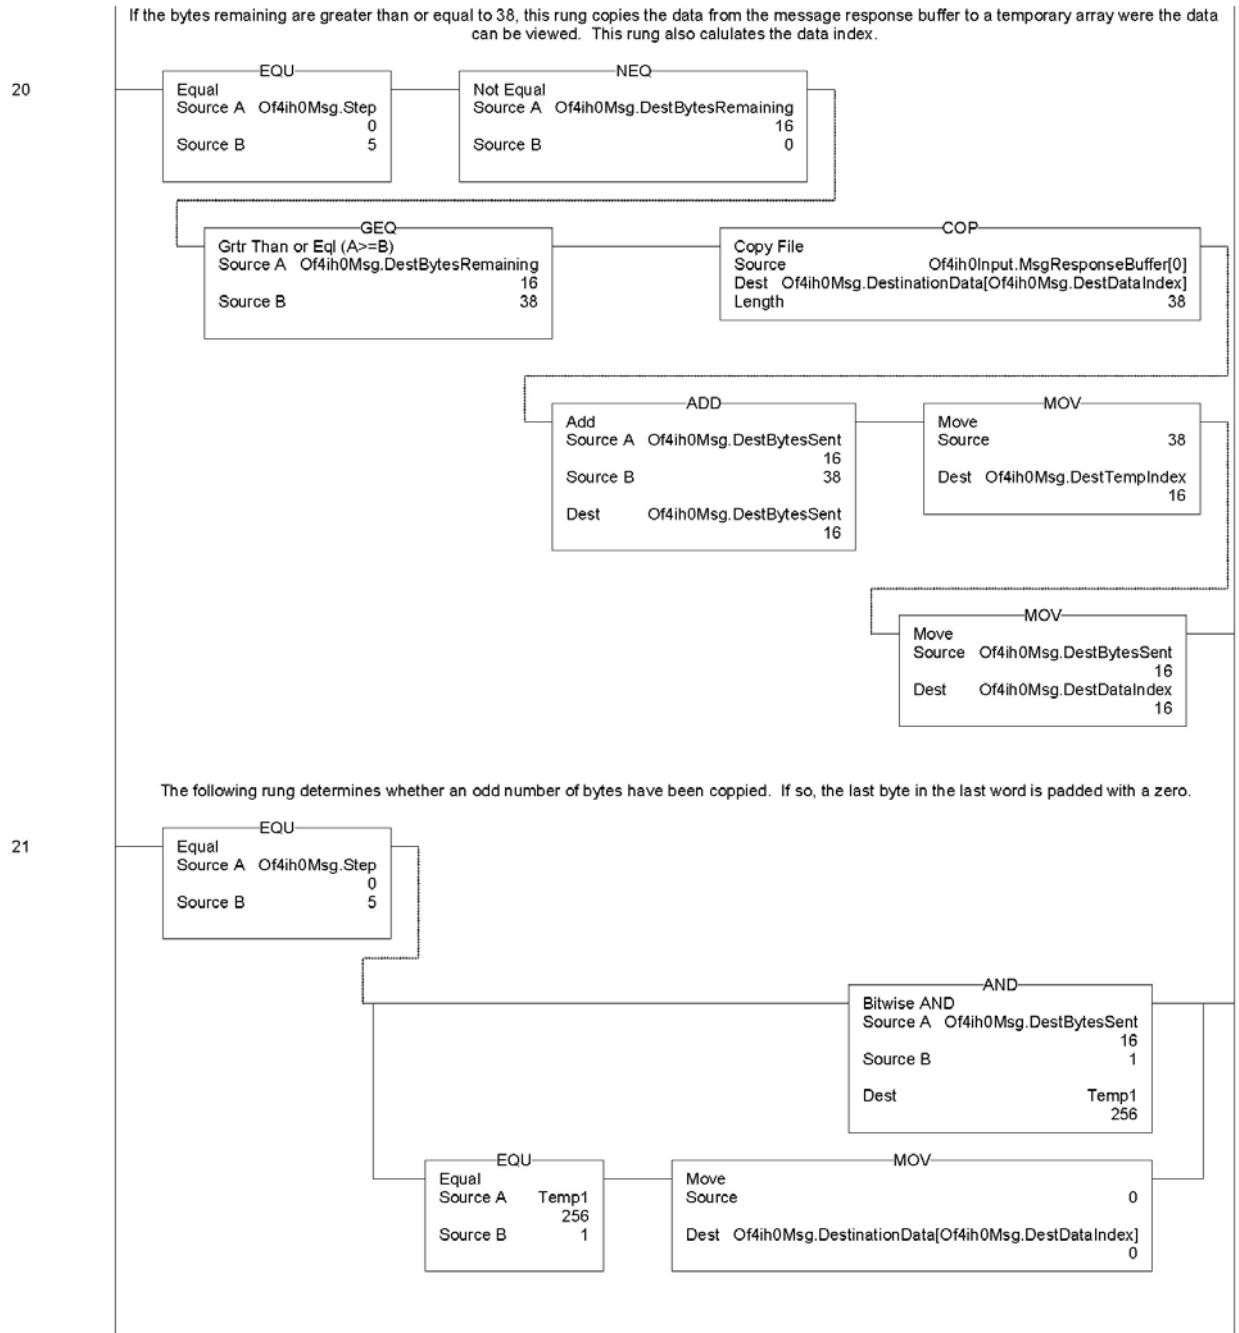 If the bytes remaining are greater than or equal to 38, this rung copies the data from the message response buffer to a temporary array were the data
can be viewed. This rung also calulates the data index.
20
EQU
Equal
Source A Of4ih0Msg.Step
0
Source B 5
NEQ
Not Equal
Source A Of4ih0Msg.DestBytesRemaining
16
Source B 0
GEQ
Grtr Than or Eql (A>=B)
Source A Of4ih0Msg.DestBytesRemaining
16
Source B 38
COP
Copy File
Source Of4ih0Input.MsgResponseBuffer[0]
Dest Of4ih0Msg.DestinationData[Of4ih0Msg.DestDataIndex]
Length 38
ADD
Add
Source A Of4ih0Msg.DestBytesSent
16
Source B 38
Dest Of4ih0Msg.DestBytesSent
16
MOV
Move
Source 38
Dest Of4ih0Msg.DestTempIndex
16
MOV
Move
Source Of4ih0Msg.DestBytesSent
16
Dest Of4ih0Msg.DestDataIndex
16
The following rung determines whether an odd number of bytes have been coppied. If so, the last byte in the last word is padded with a zero.
21
EQU
Equal
Source A Of4ih0Msg.Step
0
Source B 5
AND
Bitwise AND
Source A Of4ih0Msg.DestBytesSent
16
Source B 1
Dest Temp1
256
EQU
Equal
Source A Temp1
256
Source B 1
MOV
Move
Source 0
Dest Of4ih0Msg.DestinationData[Of4ih0Msg.DestDataIndex]
0